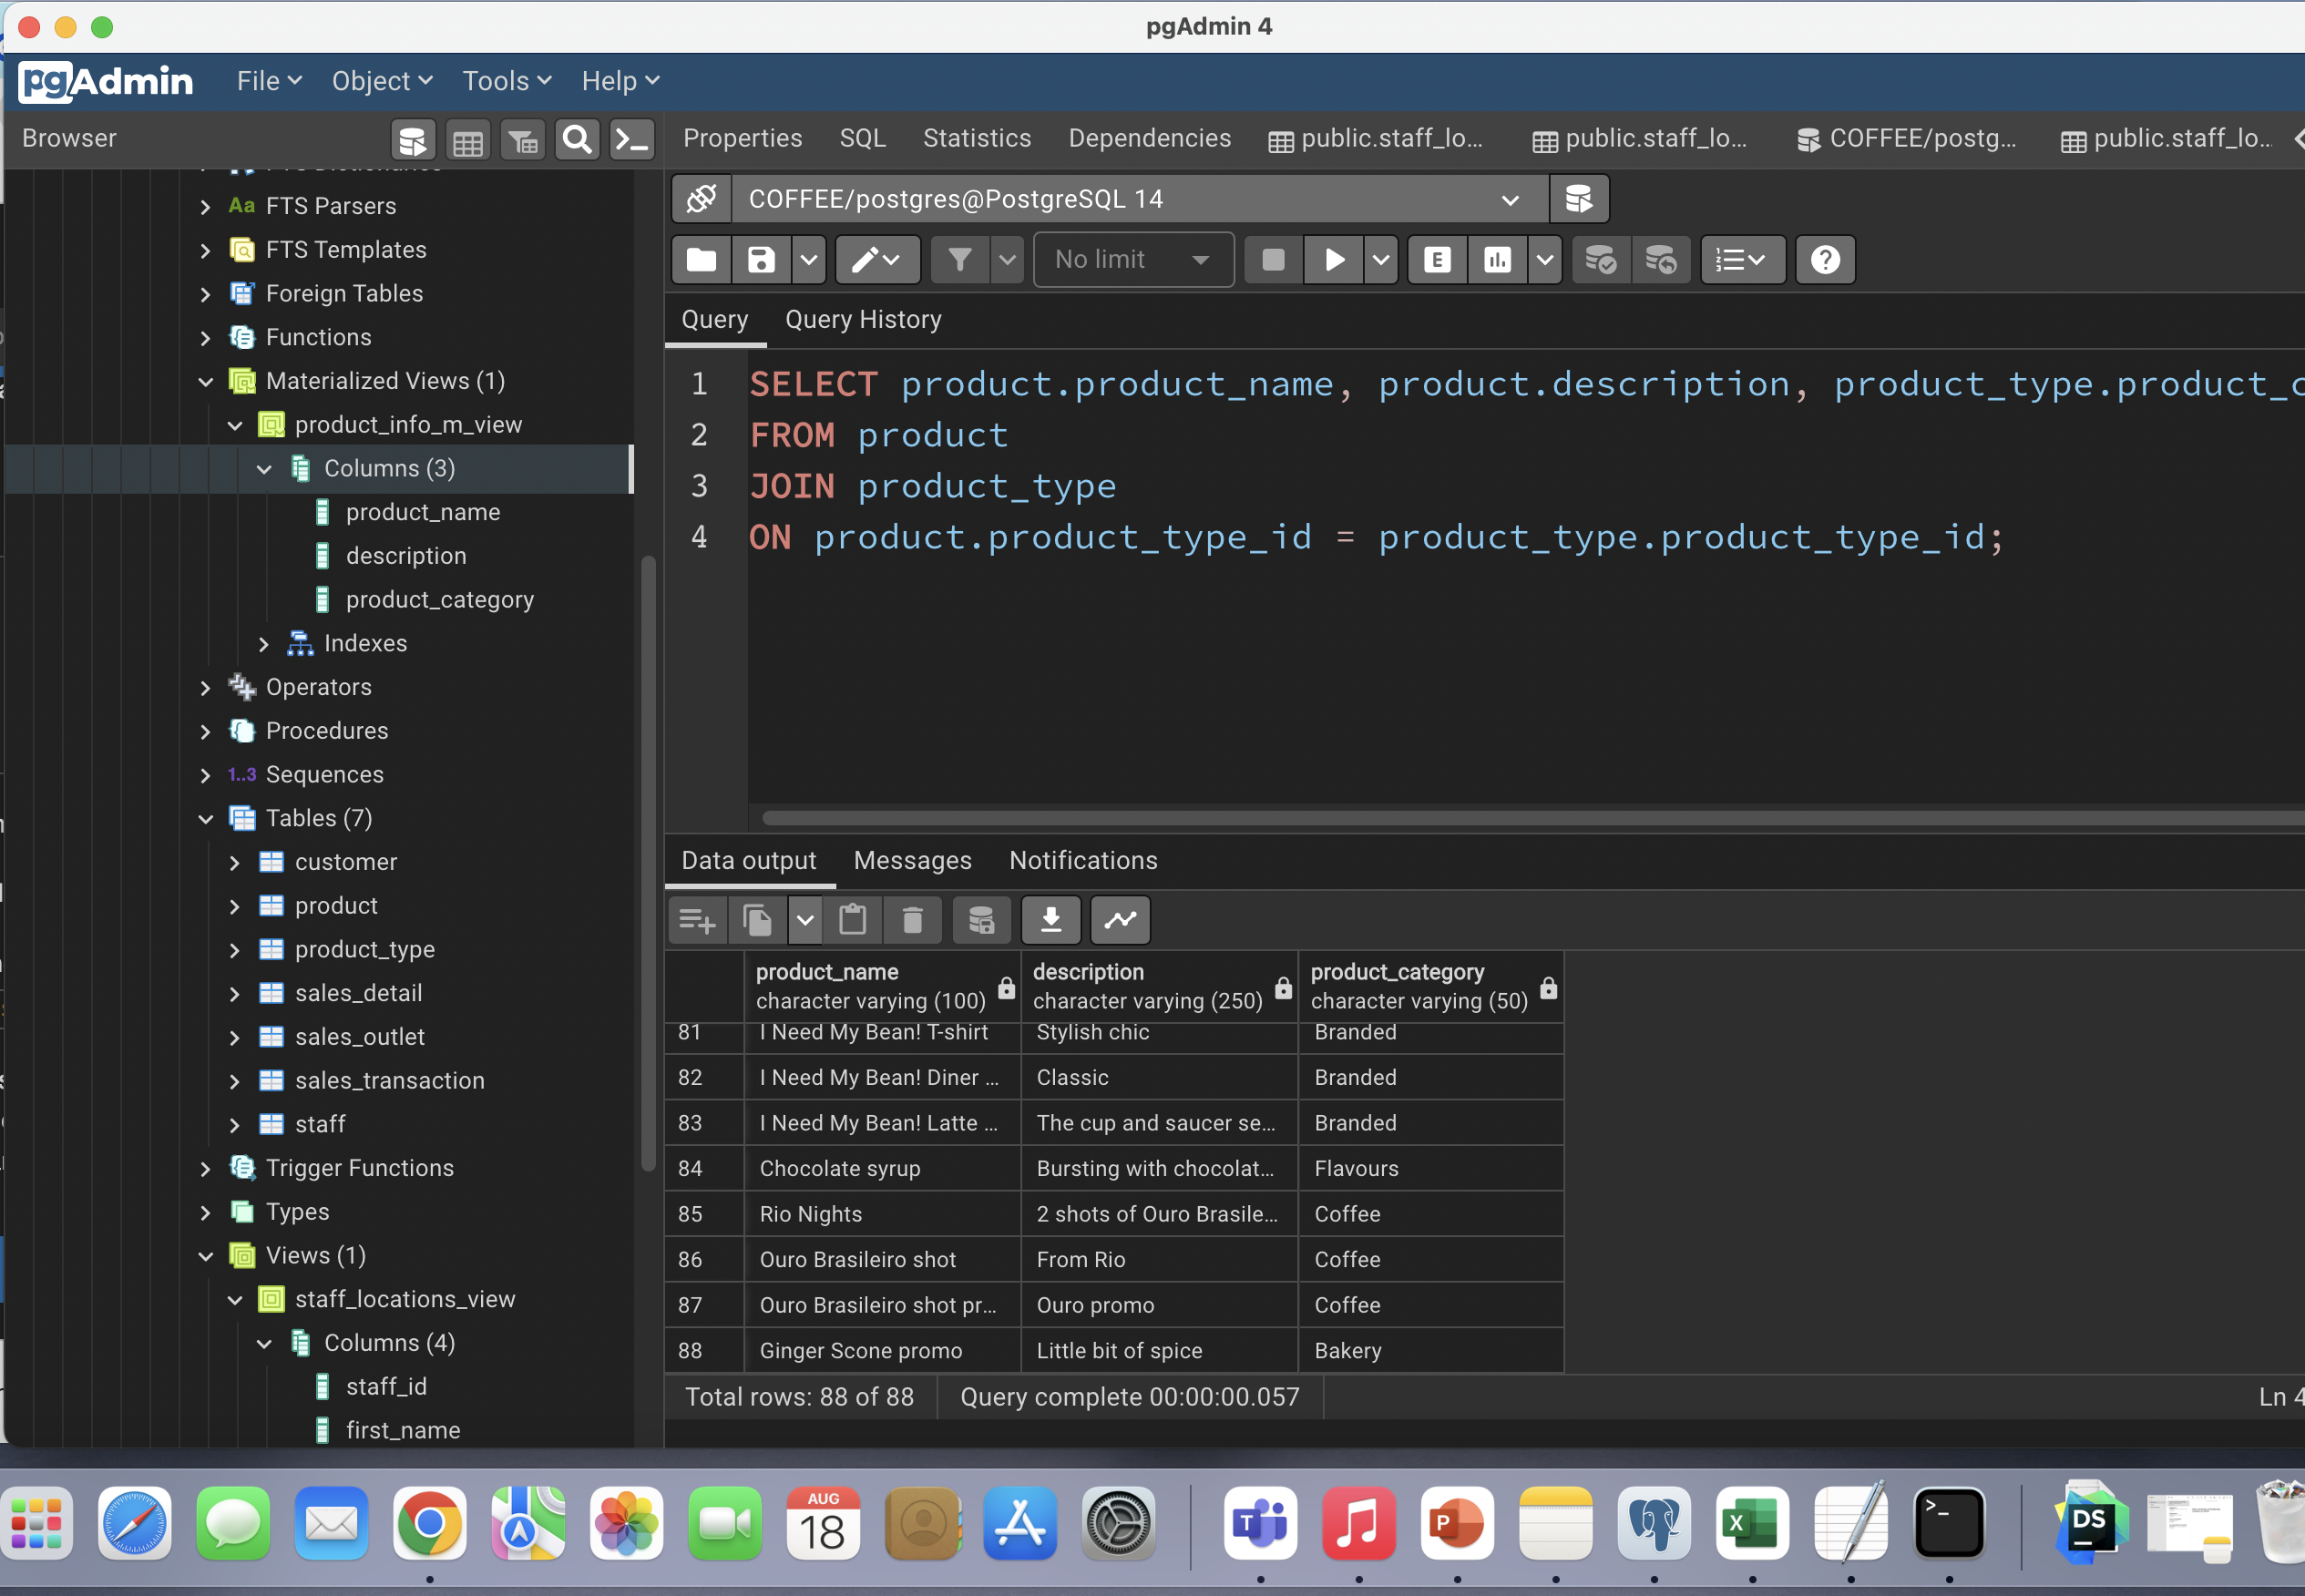 pgAdmin 4
pgAdmin File Object Tools Help
Browser
Properties SQL Statistics Dependencies public.staff_lo... public.staff_lo... COFFEE/postg... public.staff_lo...
FTS Parsers
FTS Templates
Foreign Tables
Functions
Materialized Views (1)
product_info_m_view
Columns (3)
product_name
description
product_category
Indexes
Operators
Procedures
1..3 Sequences
Tables (7)
customer
product
product_type
sales_detail
sales_outlet
sales_transaction
staff
Trigger Functions
Types
Views (1)
staff_locations_view
Columns (4)
staff_id
first_name
COFFEE/postgres@PostgreSQL 14
No limit
Query Query History
1 SELECT product.product_name, product.description, product_type.product_c
2 FROM product
3 JOIN product_type
4 ON product.product_type_id = product_type.product_type_id;
Data output Messages Notifications
product_name description product_category
character varying (100) character varying (250) character varying (50)
81 I Need My Bean! T-shirt Stylish chic Branded
82 I Need My Bean! Diner ... Classic Branded
83 I Need My Bean! Latte ... The cup and saucer se... Branded
84 Chocolate syrup Bursting with chocolat... Flavours
85 Rio Nights 2 shots of Ouro Brasile... Coffee
86 Ouro Brasileiro shot From Rio Coffee
87 Ouro Brasileiro shot pr... Ouro promo Coffee
88 Ginger Scone promo Little bit of spice Bakery
Total rows: 88 of 88 Query complete 00:00:00.057 Ln 4
AUG
18
DS